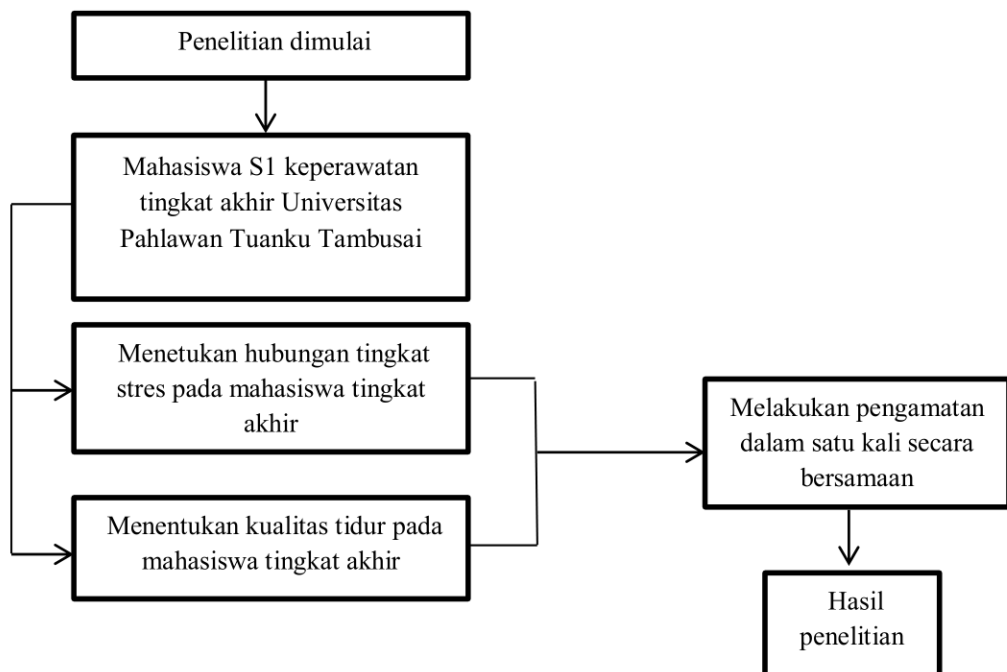 Penelitian dimulai
Mahasiswa S1 keperawatan
tingkat akhir Universitas
Pahlawan Tuanku Tambusai
Menetukan hubungan tingkat
stres pada mahasiswa tingkat
akhir
Menentukan kualitas tidur pada
mahasiswa tingkat akhir
Melakukan pengamatan
dalam satu kali secara
bersamaan
Hasil
penelitian